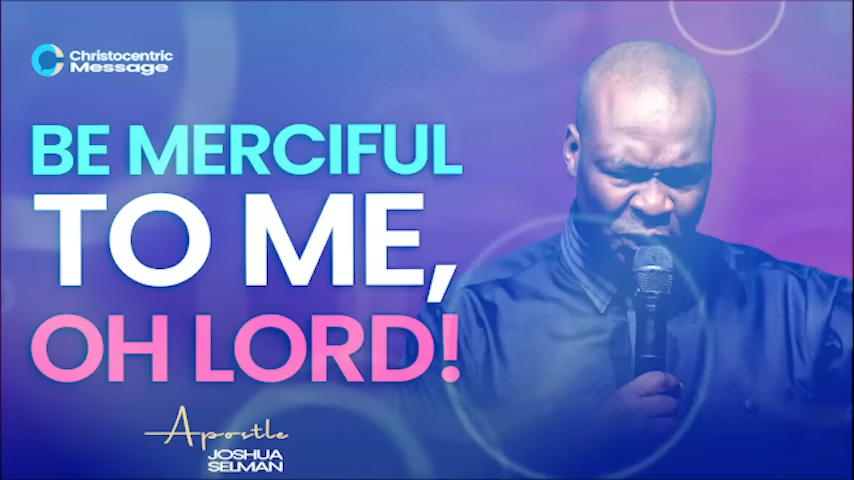 Christocentric
Message
BE MERCIFUL
TO ME,
OH LORD!
Apostle
JOSHUA
SELMAN